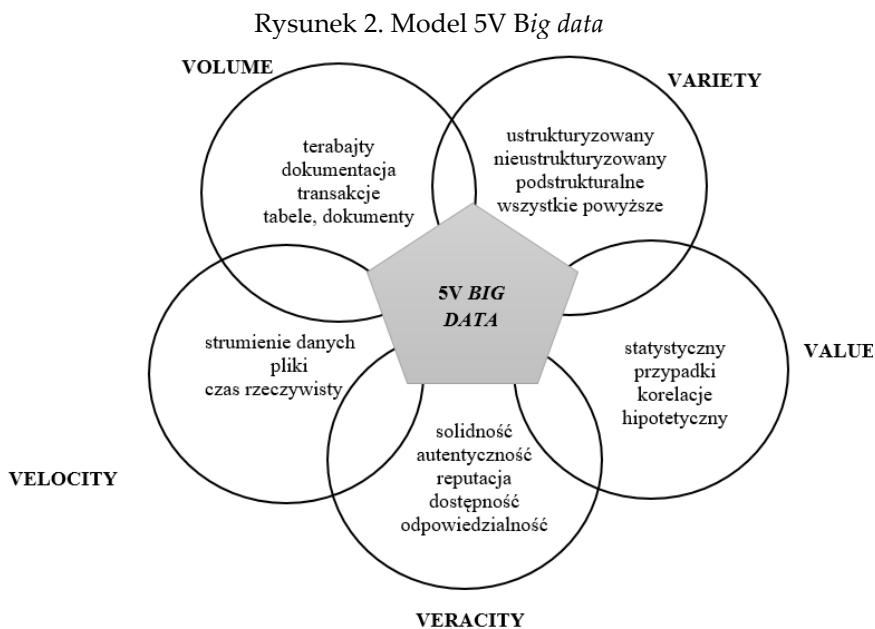 Rysunek 2. Model 5V Big data
VOLUME
terabajty
dokumentacja
transakcje
tabele, dokumenty
VARIETY
ustrukturyzowany
nieustrukturyzowany
podstrukturalne
wszystkie powyższe
5V BIG
DATA
strumienie danych
pliki
czas rzeczywisty
VELOCITY
statystyczny
przypadki
korelacje
hipotetyczny
VALUE
solidność
autentyczność
reputacja
dostępność
odpowiedzialność
VERACITY